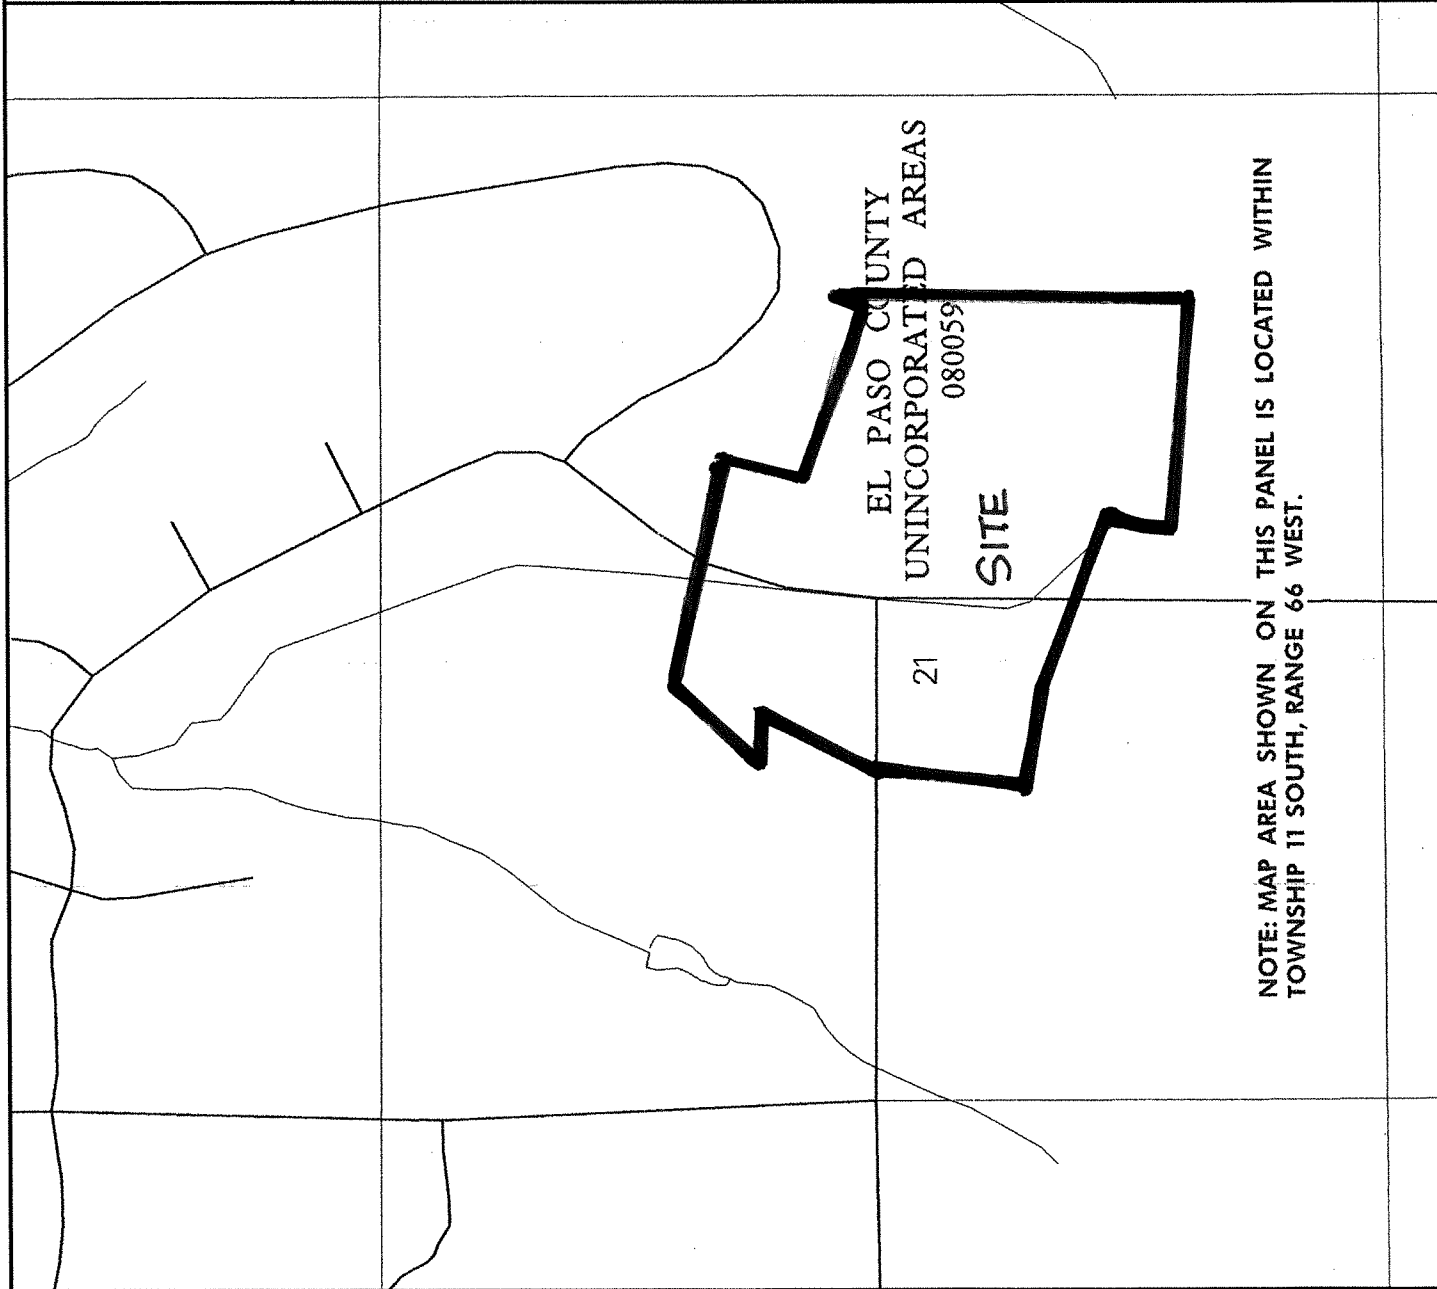 EL PASO COUNTY
UNINCORPORATED AREAS
080059
SITE
21
NOTE: MAP AREA SHOWN ON THIS PANEL IS LOCATED WITHIN
TOWNSHIP 11 SOUTH, RANGE 66 WEST.